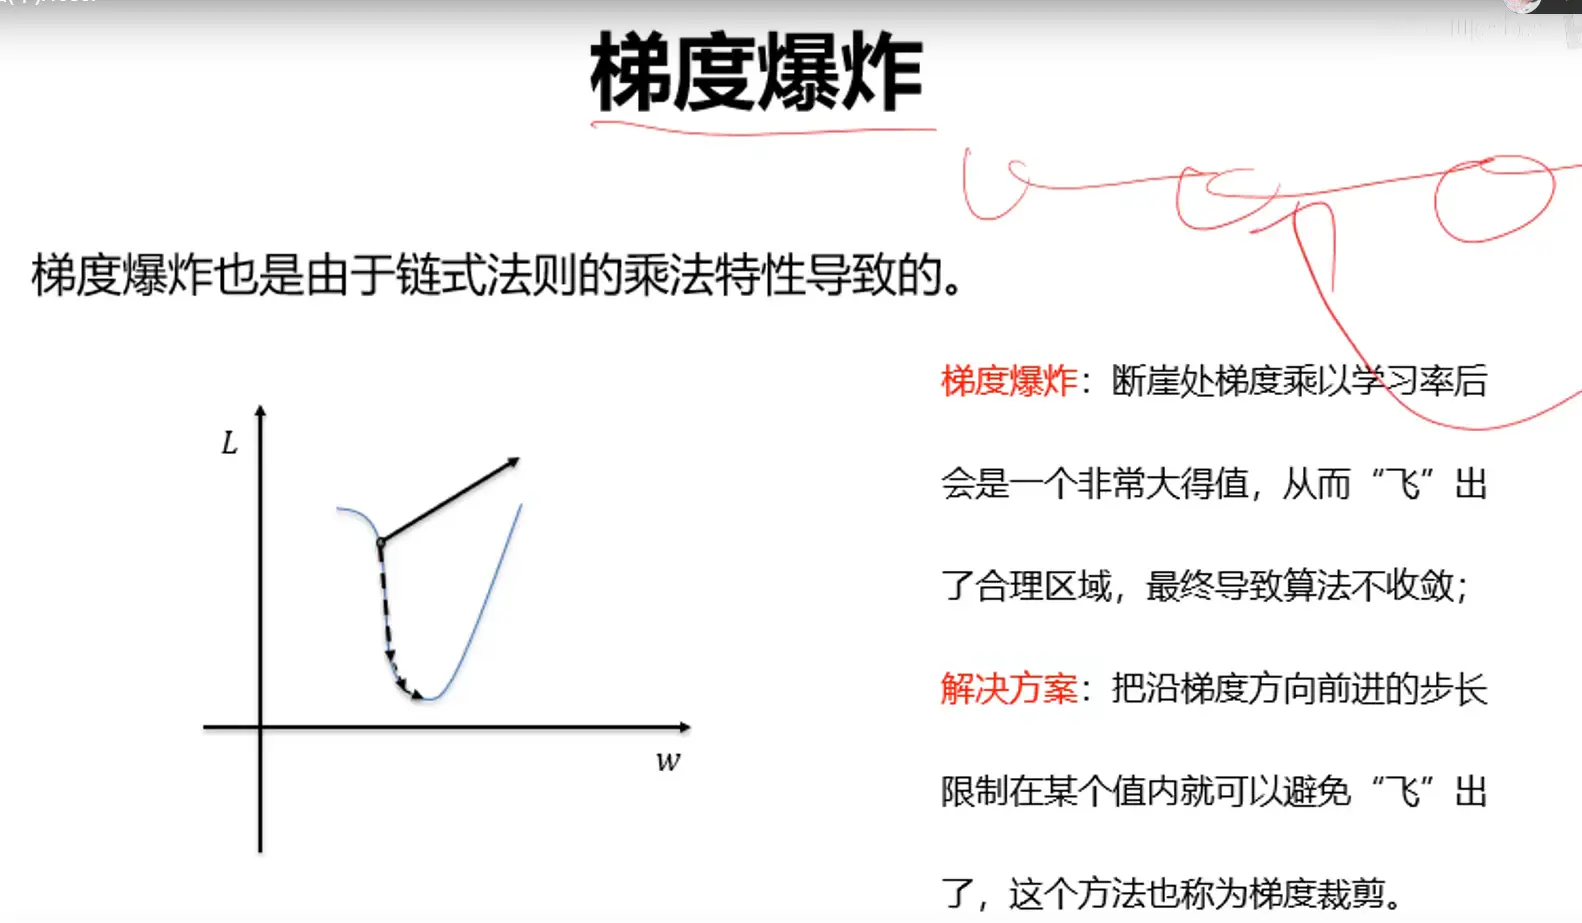 梯度爆炸
梯度爆炸也是由于链式法则的乘法特性导致的。
L
w
梯度爆炸：断崖处梯度乘以学习率后
会是一个非常大得值，从而“飞”出
了合理区域，最终导致算法不收敛；
解决方案：把沿梯度方向前进的步长
限制在某个值内就可以避免“飞”出
了，这个方法也称为梯度裁剪。